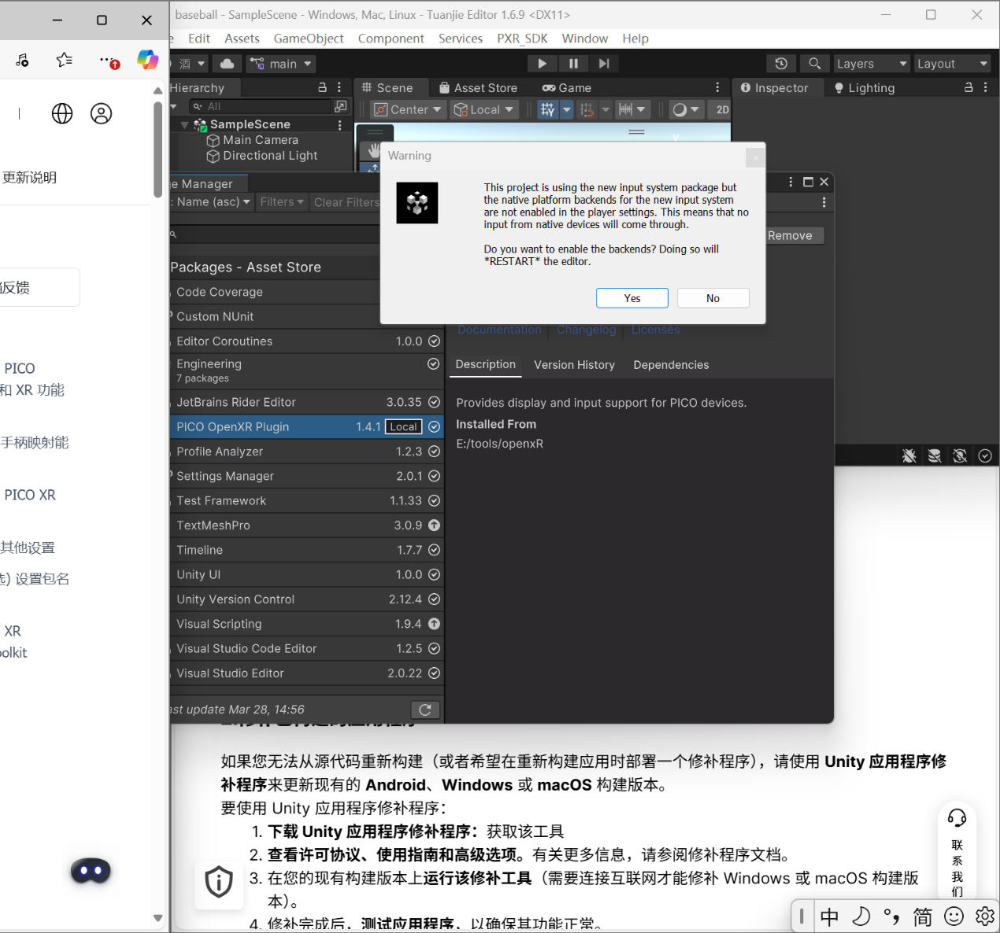 baseball - SampleScene - Windows, Mac, Linux - Tuanjie Editor 1.6.9 <DX11>
e Edit Assets GameObject Component Services PXR_SDK Window Help
酒 main Layers Layout
Hierarchy
All
SampleScene
Main Camera
Directional Light
Scene Asset Store Game
Center Local 2D
Inspector Lighting
更新说明
反馈
PICO
和 XR 功能
手柄映射能
PICO XR
其他设置
选) 设置包名
XR
oolkit
Warning
This project is using the new input system package but
the native platform backends for the new input system
are not enabled in the player settings. This means that no
input from native devices will come through.
Do you want to enable the backends? Doing so will
*RESTART* the editor.
Yes No
e Manager
: Name (asc) Filters Clear Filters
Remove
Packages - Asset Store
Code Coverage
Custom NUnit
Editor Coroutines 1.0.0
Engineering
7 packages
JetBrains Rider Editor 3.0.35
PICO OpenXR Plugin 1.4.1 Local
Profile Analyzer 1.2.3
Settings Manager 2.0.1
Test Framework 1.1.33
TextMeshPro 3.0.9
Timeline 1.7.7
Unity UI 1.0.0
Unity Version Control 2.12.4
Visual Scripting 1.9.4
Visual Studio Code Editor 1.2.5
Visual Studio Editor 2.0.22
ast update Mar 28, 14:56
Documentation Changelog Licenses
Description Version History Dependencies
Provides display and input support for PICO devices.
Installed From
E:/tools/openxR
如果您无法从源代码重新构建（或者希望在重新构建应用时部署一个修补程序），请使用 Unity 应用程序修
补程序来更新现有的 Android、Windows 或 macOS 构建版本。
要使用 Unity 应用程序修补程序：
1. 下载 Unity 应用程序修补程序：获取该工具
2. 查看许可协议、使用指南和高级选项。有关更多信息，请参阅修补程序文档。
3. 在您的现有构建版本上运行该修补工具（需要连接互联网才能修补 Windows 或 macOS 构建版
本）。
4. 修补完成后，测试应用程序，以确保其功能正常。
联
系
我
们
中 简